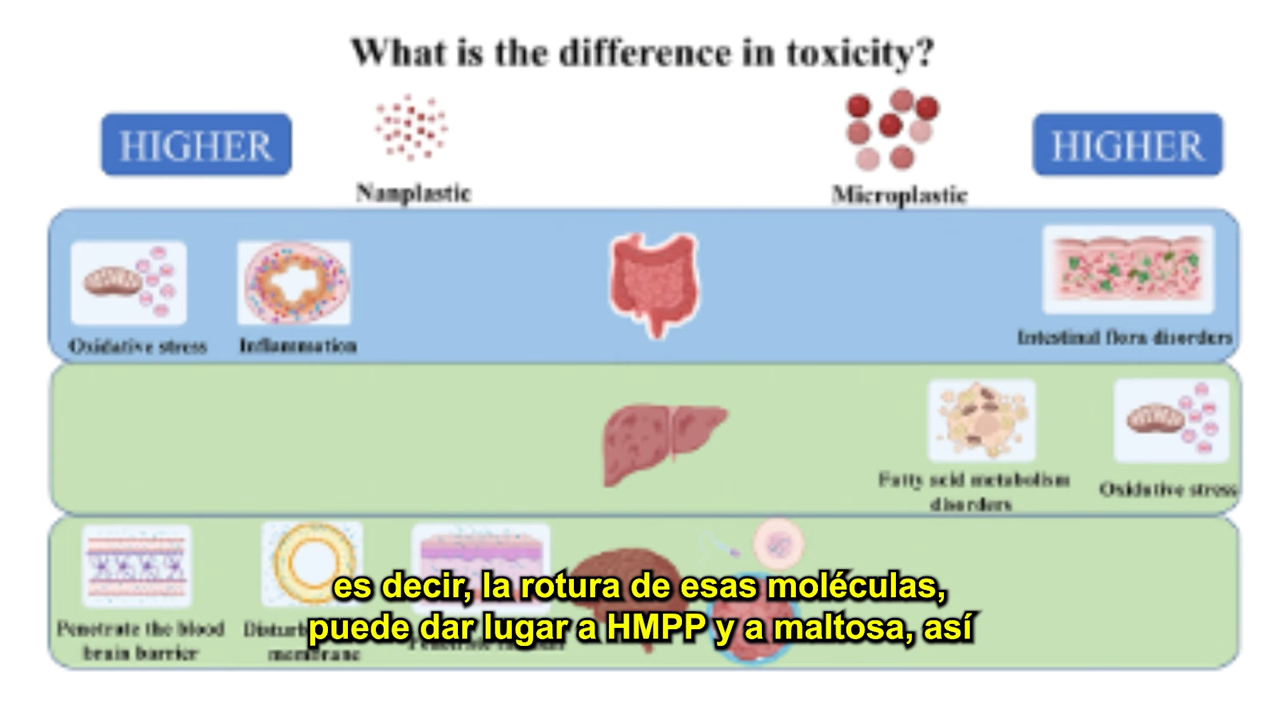 What is the difference in toxicity?
HIGHER
HIGHER
Nanplastic
Microplastic
Oxidative stress
Inflammation
Intestinal flora disorders
Fatty acid metabolism
disorders
Oxidative stress
Penetrate the blood
brain barrier
membrane
es decir, la rotura de esas moléculas,
puede dar lugar a HMPP y a maltosa, así